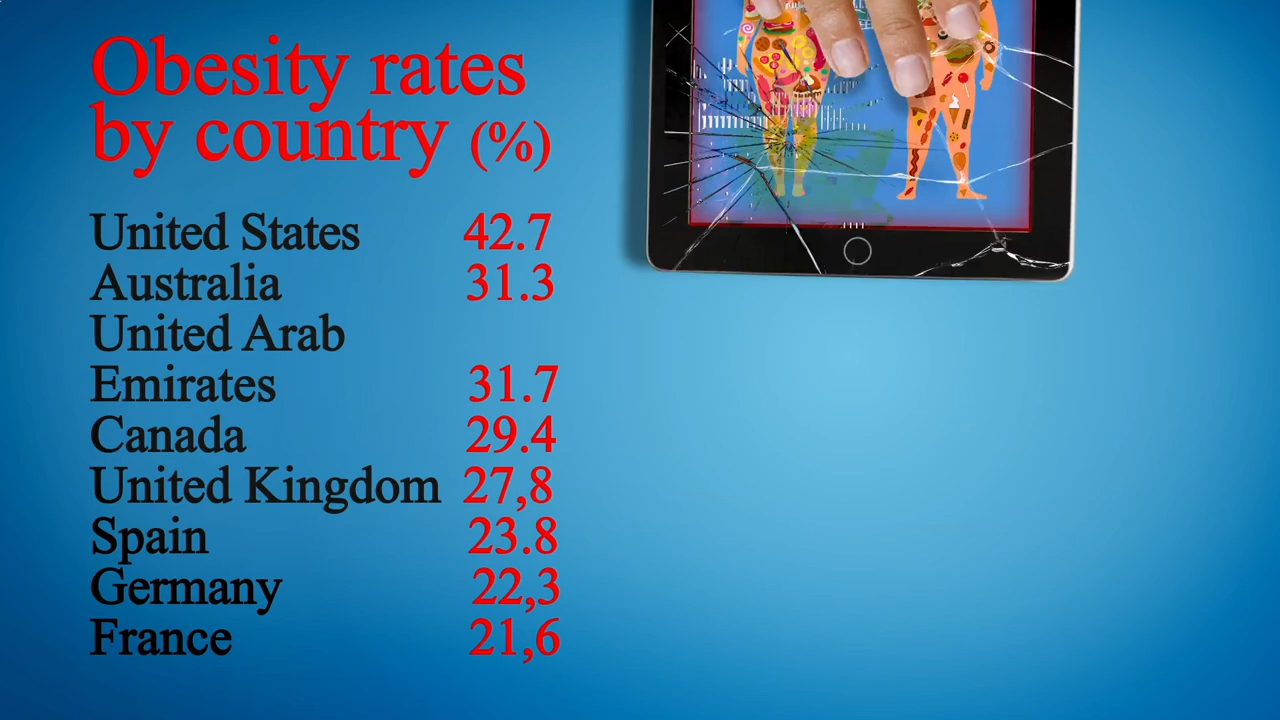 Obesity rates
by country (%)
United States 42.7
Australia 31.3
United Arab
Emirates 31.7
Canada 29.4
United Kingdom 27,8
Spain 23.8
Germany 22,3
France 21,6